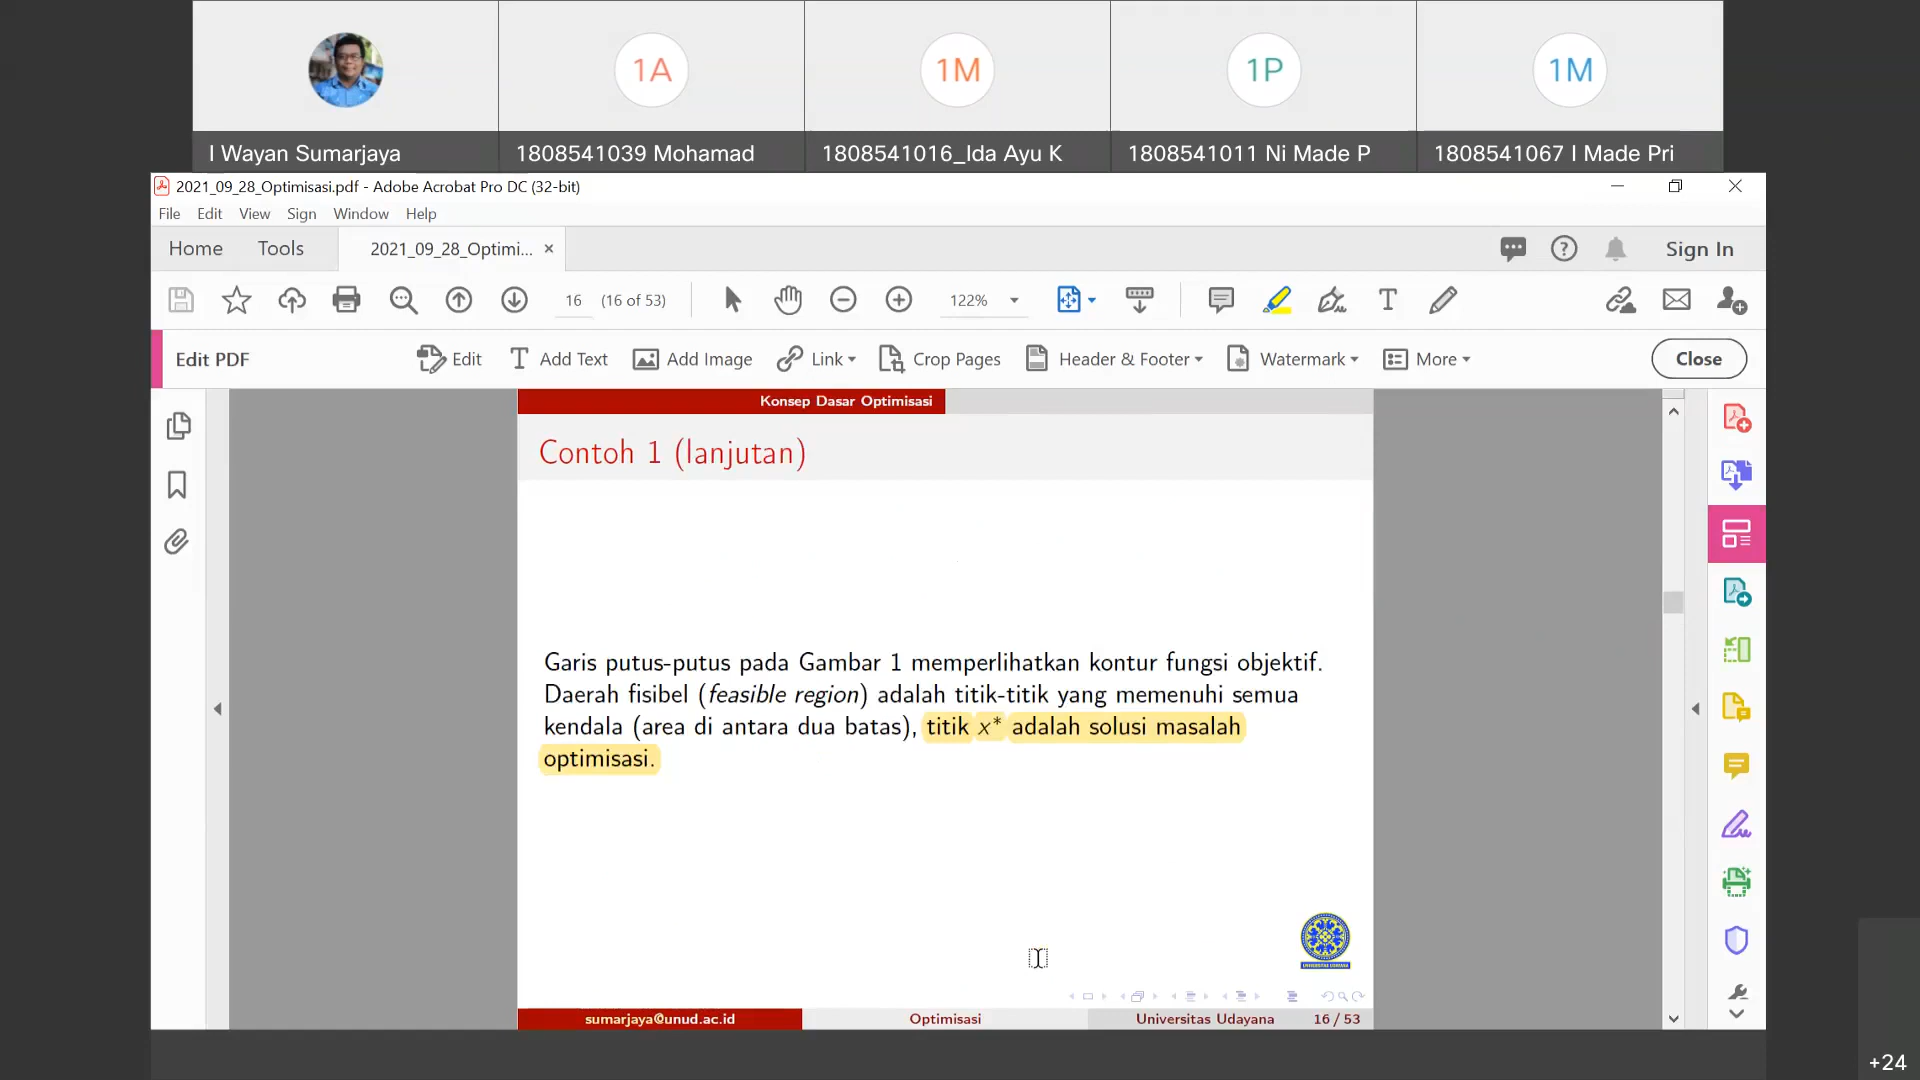 1A
1M
1P
1M
I Wayan Sumarjaya
1808541039 Mohamad
1808541016_Ida Ayu K
1808541011 Ni Made P
1808541067 I Made Pri
2021_09_28_Optimisasi.pdf - Adobe Acrobat Pro DC (32-bit)
File Edit View Sign Window Help
Home Tools 2021_09_28_Optimi... × Sign In
16 (16 of 53) 122%
Edit PDF Edit Add Text Add Image Link Crop Pages Header & Footer Watermark More Close
Konsep Dasar Optimisasi
Contoh 1 (lanjutan)
Garis putus-putus pada Gambar 1 memperlihatkan kontur fungsi objektif.
Daerah fisibel (feasible region) adalah titik-titik yang memenuhi semua
kendala (area di antara dua batas), titik x* adalah solusi masalah
optimisasi.
UNIVERSITAS UDAYANA
sumarjaya@unud.ac.id Optimisasi Universitas Udayana 16 / 53
+24